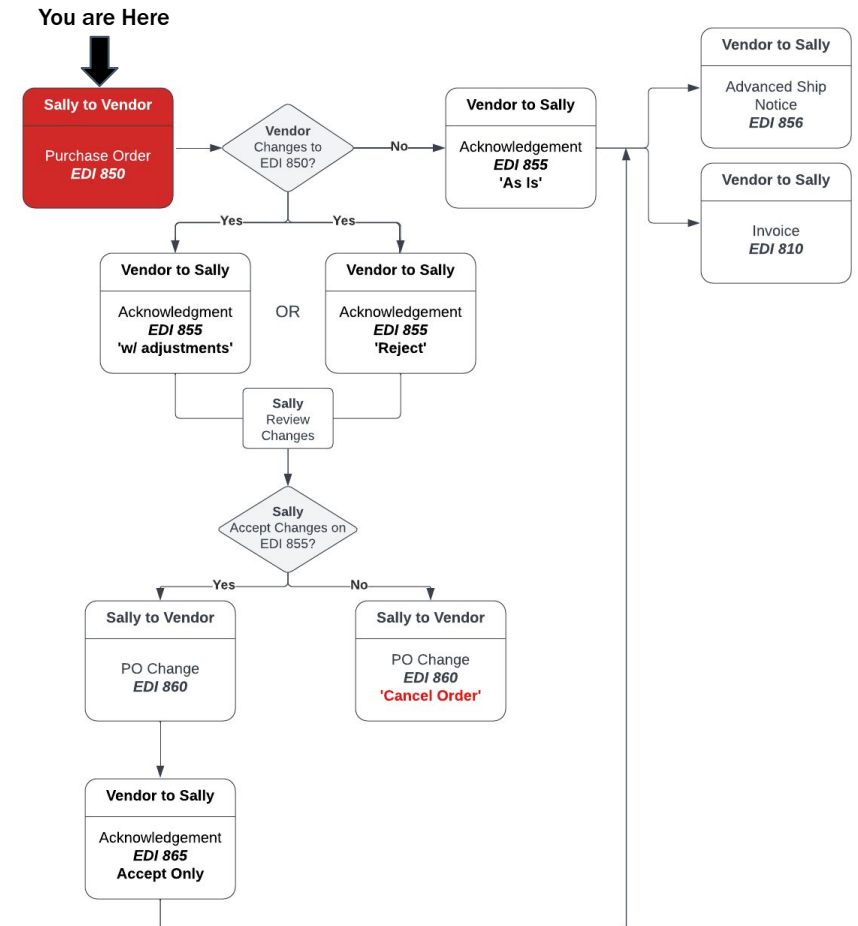 You are Here
Sally to Vendor
Purchase Order
EDI 850
Vendor
Changes to
EDI 850?
No
Vendor to Sally
Acknowledgement
EDI 855
'As Is'
Vendor to Sally
Advanced Ship
Notice
EDI 856
Vendor to Sally
Invoice
EDI 810
Yes
Yes
Vendor to Sally
Acknowledgment
EDI 855
'w/ adjustments'
OR
Vendor to Sally
Acknowledgement
EDI 855
'Reject'
Sally
Review
Changes
Sally
Accept Changes on
EDI 855?
Yes
No
Sally to Vendor
PO Change
EDI 860
Sally to Vendor
PO Change
EDI 860
'Cancel Order'
Vendor to Sally
Acknowledgement
EDI 865
Accept Only